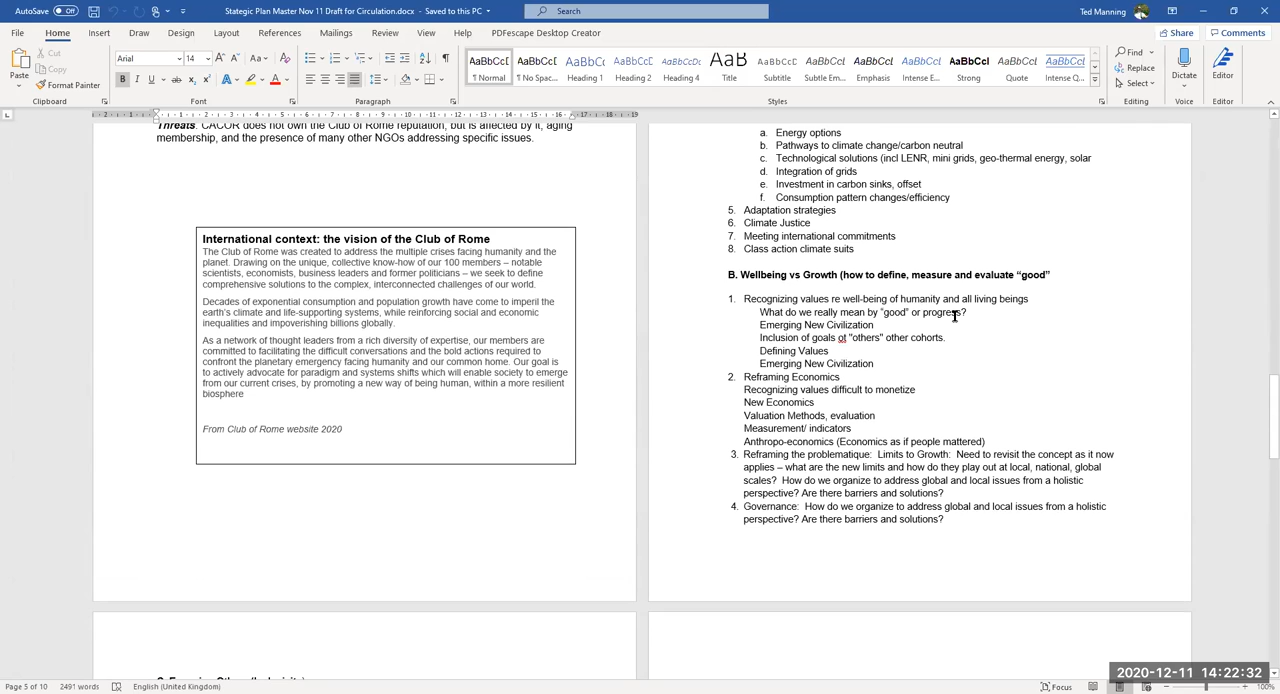 AutoSave Off Stategic Plan Master Nov 11 Draft for Circulation.docx - Saved to this PC Search Ted Manning
File Home Insert Draw Design Layout References Mailings Review View Help PDFescape Desktop Creator Share Comments
Paste Cut Copy Format Painter Clipboard
Arial 14 Font
Paragraph
AaBbCcI ¶ Normal AaBbCcI ¶ No Spac... AaBbC( Heading 1 AaBbCcI Heading 2 AaBbCcDc Heading 4 AaB Title AaBbCcD Subtitle AaBbCcl Subtle Em... AaBbCcl Emphasis AaBbCcl Intense E... AaBbCcl Strong AaBbCcl Quote AaBbCcl Intense Q... Styles
Find Replace Select Editing
Dictate Voice
Editor Editor
Threats: CACOR does not own the Club of Rome reputation, but is affected by it, aging
membership, and the presence of many other NGOs addressing specific issues.
International context: the vision of the Club of Rome
The Club of Rome was created to address the multiple crises facing humanity and the
planet. Drawing on the unique, collective know-how of our 100 members – notable
scientists, economists, business leaders and former politicians – we seek to define
comprehensive solutions to the complex, interconnected challenges of our world.
Decades of exponential consumption and population growth have come to imperil the
earth's climate and life-supporting systems, while reinforcing social and economic
inequalities and impoverishing billions globally.
As a network of thought leaders from a rich diversity of expertise, our members are
committed to facilitating the difficult conversations and the bold actions required to
confront the planetary emergency facing humanity and our common home. Our goal is
to actively advocate for paradigm and systems shifts which will enable society to emerge
from our current crises, by promoting a new way of being human, within a more resilient
biosphere
From Club of Rome website 2020
a. Energy options
b. Pathways to climate change/carbon neutral
c. Technological solutions (incl LENR, mini grids, geo-thermal energy, solar
d. Integration of grids
e. Investment in carbon sinks, offset
f. Consumption pattern changes/efficiency
5. Adaptation strategies
6. Climate Justice
7. Meeting international commitments
8. Class action climate suits
B. Wellbeing vs Growth (how to define, measure and evaluate “good”
1. Recognizing values re well-being of humanity and all living beings
What do we really mean by “good” or progress?
Emerging New Civilization
Inclusion of goals ot "others" other cohorts.
Defining Values
Emerging New Civilization
2. Reframing Economics
Recognizing values difficult to monetize
New Economics
Valuation Methods, evaluation
Measurement/ indicators
Anthropo-economics (Economics as if people mattered)
3. Reframing the problematique: Limits to Growth: Need to revisit the concept as it now
applies – what are the new limits and how do they play out at local, national, global
scales? How do we organize to address global and local issues from a holistic
perspective? Are there barriers and solutions?
4. Governance: How do we organize to address global and local issues from a holistic
perspective? Are there barriers and solutions?
2020-12-11 14:22:32
Page 5 of 10 2491 words English (United Kingdom) Focus 100%